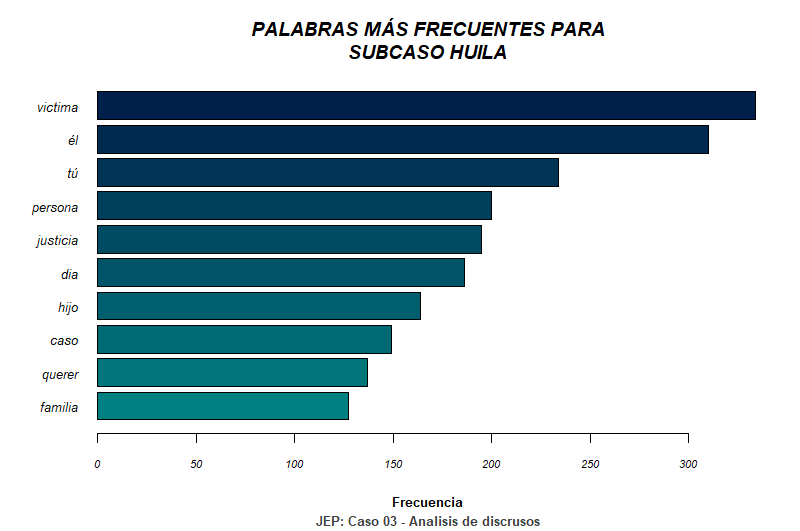 PALABRAS MÁS FRECUENTES PARA
SUBCASO HUILA
victima
él
tú
persona
justicia
dia
hijo
caso
querer
familia
0 50 100 150 200 250 300
Frecuencia
JEP: Caso 03 - Analisis de discrusos